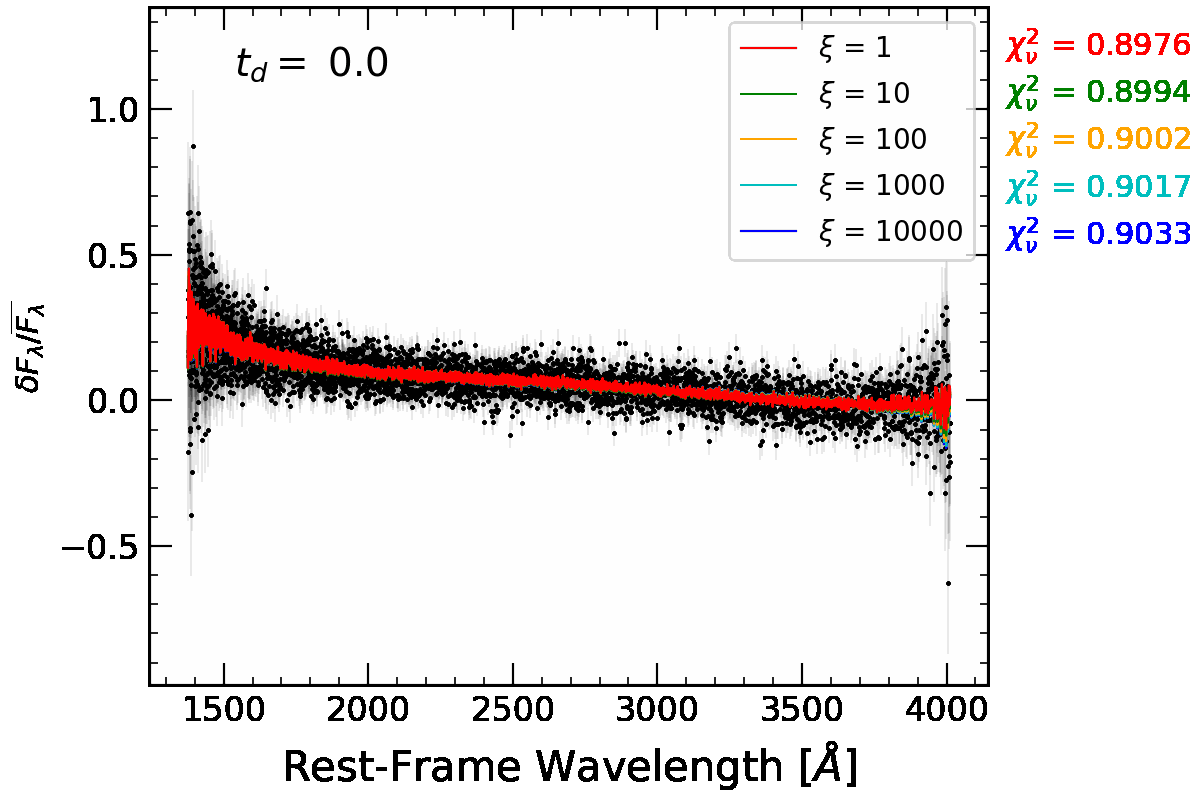 t_d = 0.0
ξ = 1
ξ = 10
ξ = 100
ξ = 1000
ξ = 10000
χ²_ν = 0.8976
χ²_ν = 0.8994
χ²_ν = 0.9002
χ²_ν = 0.9017
χ²_ν = 0.9033
1.0
0.5
0.0
−0.5
δF_λ/F̅_λ̅
1500 2000 2500 3000 3500 4000
Rest-Frame Wavelength [Å]